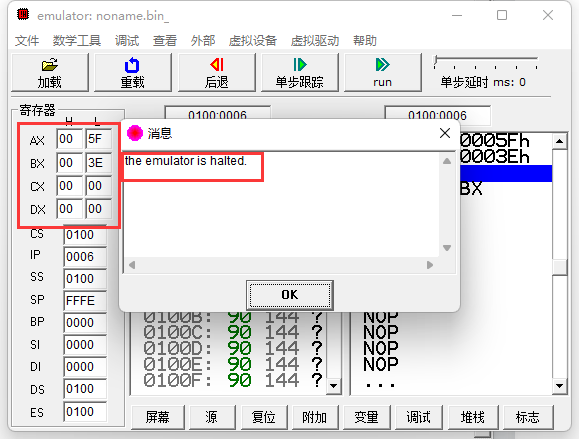 emulator: noname.bin_
文件 数学工具 调试 查看 外部 虚拟设备 虚拟驱动 帮助
加载 重载 后退 单步跟踪 run 单步延时 ms: 0
寄存器 0100:0006 0100:0006
H L
AX 00 5F
BX 00 3E
CX 00 00
DX 00 00
CS 0100
IP 0006
SS 0100
SP FFFE
BP 0000
SI 0000
DI 0000
DS 0100
ES 0100
消息
the emulator is halted.
OK
0005Fh
0003Eh
BX
0100B: 90 144 ? NOP
0100C: 90 144 ? NOP
0100D: 90 144 ? NOP
0100E: 90 144 ? NOP
0100F: 90 144 ? ...
屏幕 源 复位 附加 变量 调试 堆栈 标志